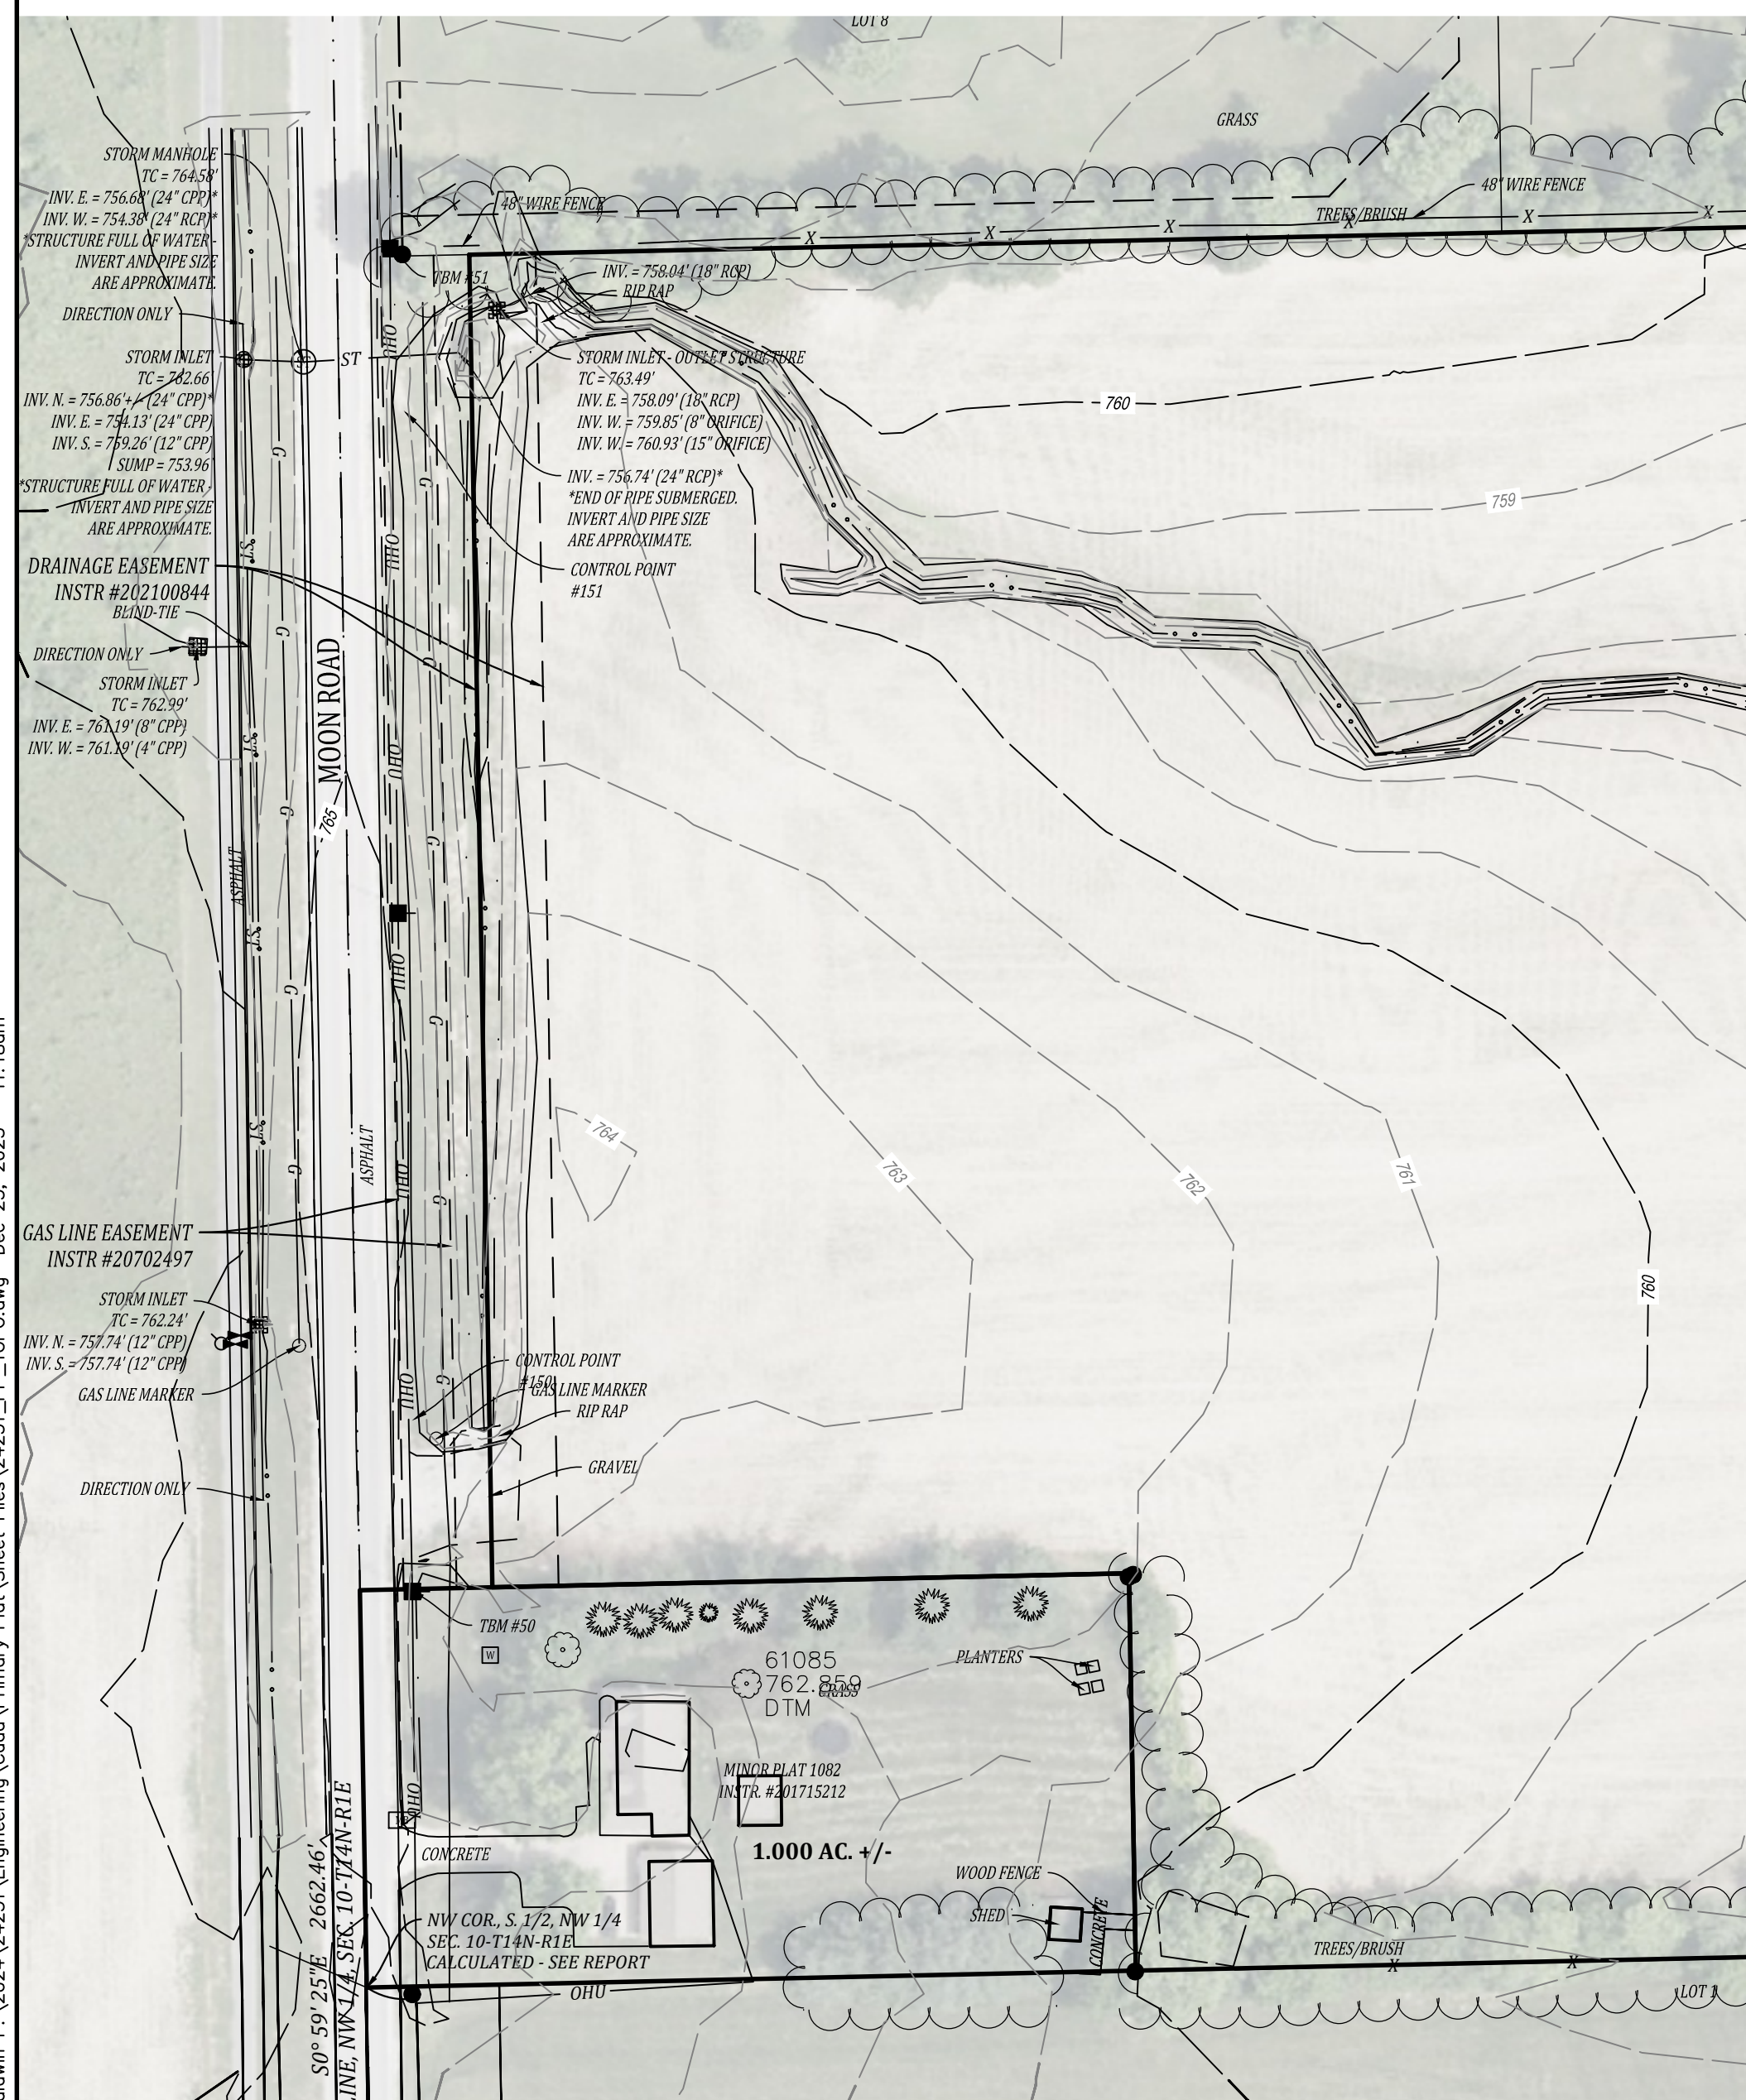 LOT 8
GRASS
STORM MANHOLE
TC = 764.58'
INV. E. = 756.68' (24" CPP)*
INV. W. = 754.38' (24" RCP)*
*STRUCTURE FULL OF WATER -
INVERT AND PIPE SIZE
ARE APPROXIMATE.
DIRECTION ONLY
STORM INLET
TC = 762.66'
INV. N. = 756.86'+/- (24" CPP)*
INV. E. = 754.13' (24" CPP)
INV. S. = 759.26' (12" CPP)
SUMP = 753.96'
*STRUCTURE FULL OF WATER -
INVERT AND PIPE SIZE
ARE APPROXIMATE.
DRAINAGE EASEMENT
INSTR #202100844
BLIND-TIE
DIRECTION ONLY
STORM INLET
TC = 762.99'
INV. E. = 761.19' (8" CPP)
INV. W. = 761.19' (4" CPP)
48" WIRE FENCE
48" WIRE FENCE
TREES/BRUSH
X
X
X
X
X
X
TBM #51
INV. = 758.04' (18" RCP)
RIP RAP
STORM INLET - OUTLET STRUCTURE
TC = 763.49'
INV. E. = 758.09' (18" RCP)
INV. W. = 759.85' (8" ORIFICE)
INV. W. = 760.93' (15" ORIFICE)
INV. = 756.74' (24" RCP)*
*END OF PIPE SUBMERGED.
INVERT AND PIPE SIZE
ARE APPROXIMATE.
CONTROL POINT
#151
ST
ST
ST
ST
ST
OHU
OHU
OHU
OHU
OHU
OHU
OHU
G
G
G
G
G
G
G
G
G
G
G
G
MOON ROAD
765
ASPHALT
ASPHALT
760
759
764
763
762
761
760
GAS LINE EASEMENT
INSTR #20702497
STORM INLET
TC = 762.24'
INV. N. = 757.74' (12" CPP)
INV. S. = 757.74' (12" CPP)
GAS LINE MARKER
DIRECTION ONLY
CONTROL POINT
#150
GAS LINE MARKER
RIP RAP
GRAVEL
TBM #50
W
61085
762.859
DTM
GRASS
PLANTERS
MINOR PLAT 1082
INSTR. #201715212
1.000 AC. +/-
CONCRETE
WOOD FENCE
SHED
CONCRETE
NW COR., S. 1/2, NW 1/4
SEC. 10-T14N-R1E
CALCULATED - SEE REPORT
OHU
TREES/BRUSH
X
X
LOT 1
S0° 59' 25"E 2662.46'
LINE, NW 1/4, SEC. 10-T14N-R1E